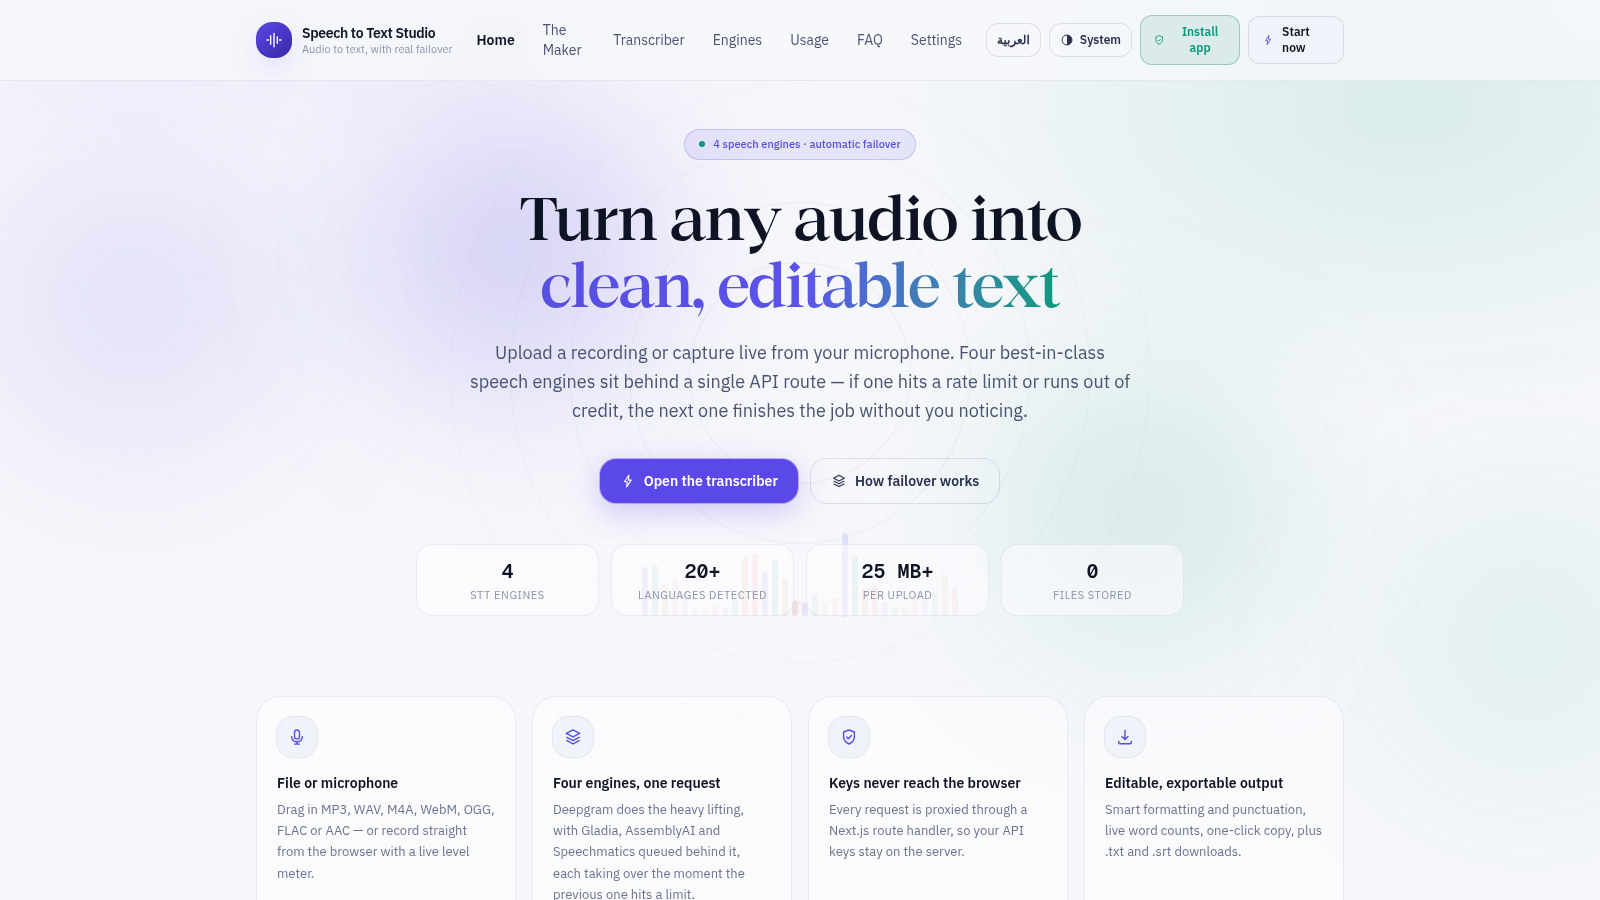 Speech to Text Studio
Audio to text, with real failover
Home
The
Maker
Transcriber
Engines
Usage
FAQ
Settings
العربية
System
Install
app
Start
now
4 speech engines · automatic failover
Turn any audio into
clean, editable text
Upload a recording or capture live from your microphone. Four best-in-class
speech engines sit behind a single API route — if one hits a rate limit or runs out of
credit, the next one finishes the job without you noticing.
Open the transcriber
How failover works
4
STT ENGINES
20+
LANGUAGES DETECTED
25 MB+
PER UPLOAD
0
FILES STORED
File or microphone
Drag in MP3, WAV, M4A, WebM, OGG,
FLAC or AAC — or record straight
from the browser with a live level
meter.
Four engines, one request
Deepgram does the heavy lifting,
with Gladia, AssemblyAI and
Speechmatics queued behind it,
each taking over the moment the
previous one hits a limit.
Keys never reach the browser
Every request is proxied through a
Next.js route handler, so your API
keys stay on the server.
Editable, exportable output
Smart formatting and punctuation,
live word counts, one-click copy, plus
.txt and .srt downloads.